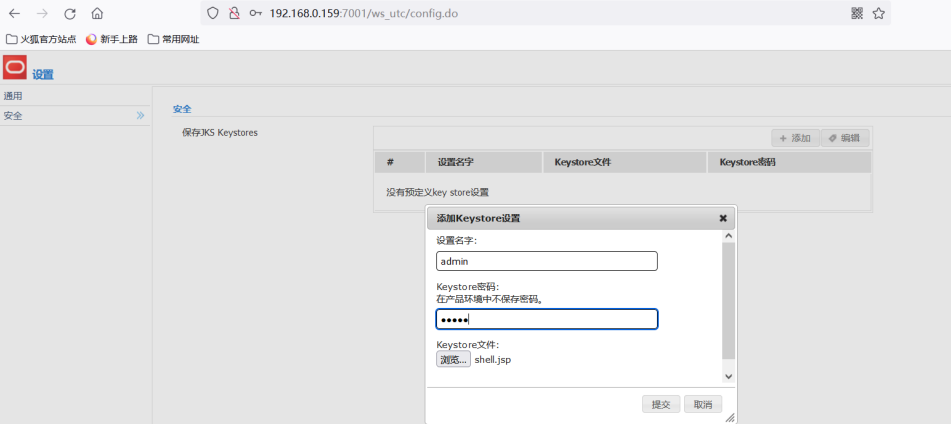 192.168.0.159:7001/ws_utc/config.do
火狐官方站点 新手上路 常用网址
设置
通用
安全
安全
保存JKS Keystores
添加 编辑
# 设置名字 Keystore文件 Keystore密码
没有预定义key store设置
添加Keystore设置
设置名字:
admin
Keystore密码:
在产品环境中不保存密码。
•••••
Keystore文件:
浏览... shell.jsp
提交 取消